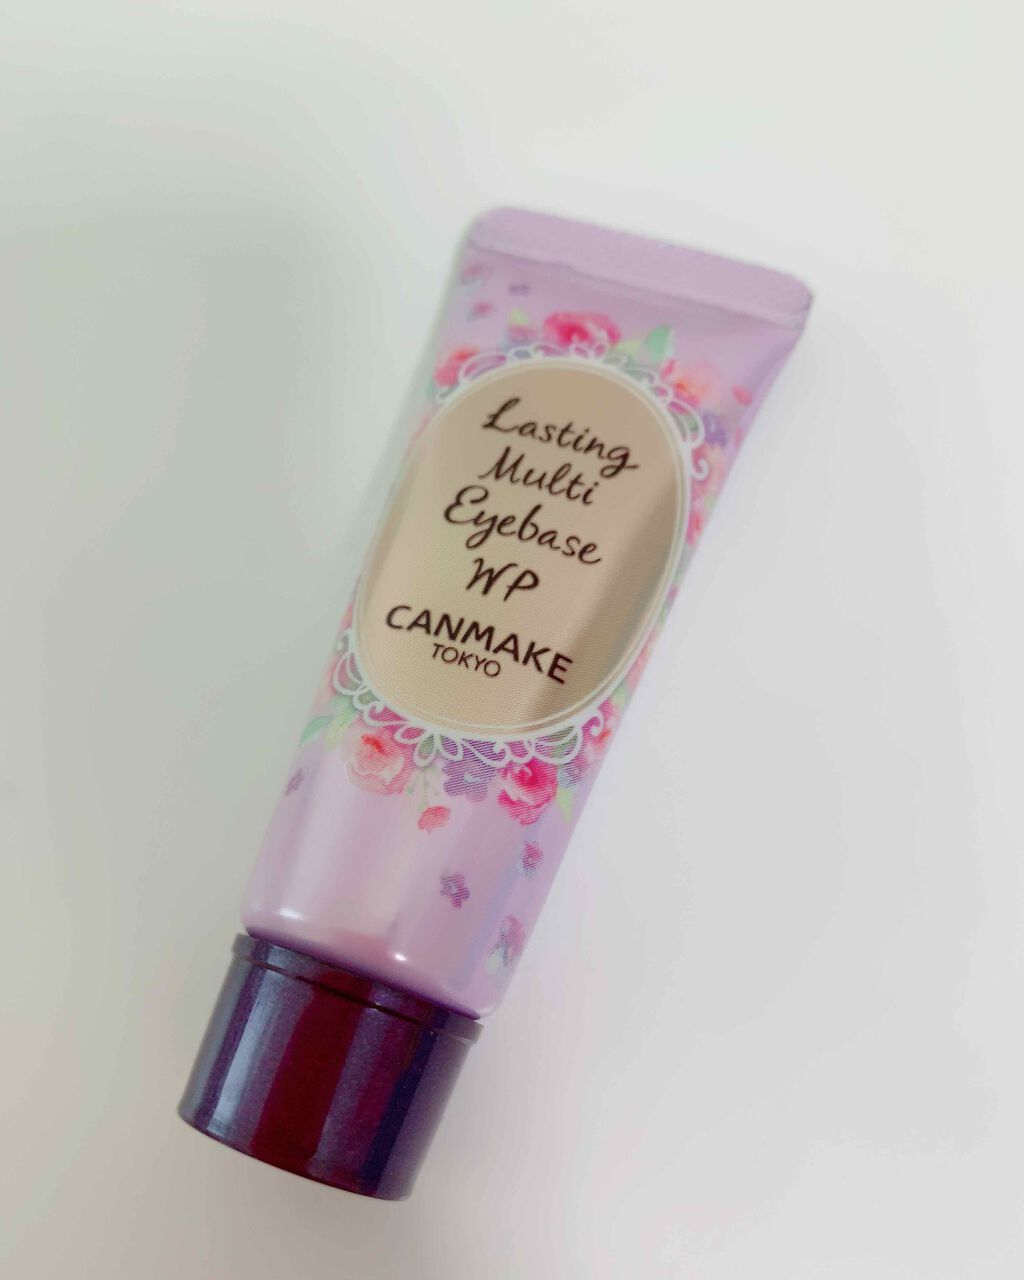 Lasting
Multi
Eyebase
WP
CANMAKE
TOKYO